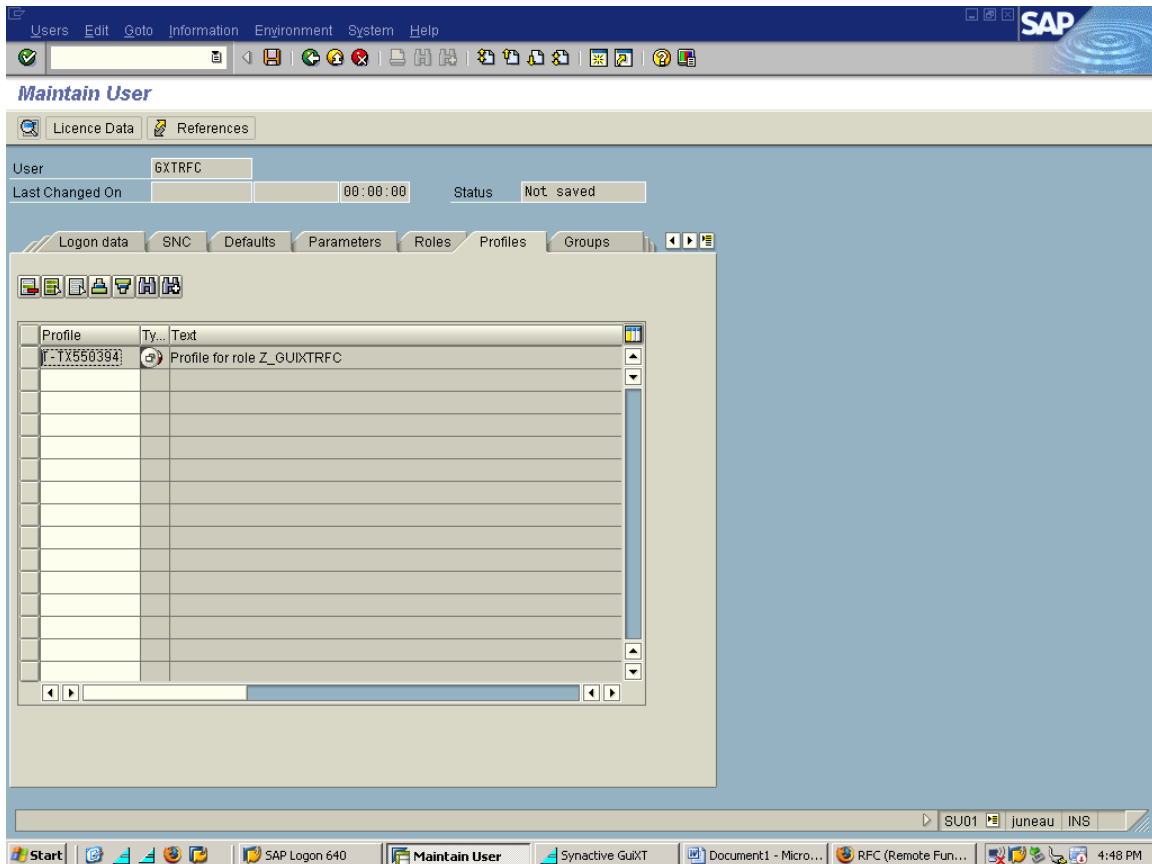 Users Edit Goto Information Environment System Help
SAP
Maintain User
Licence Data References
User GXTRFC
Last Changed On 00:00:00 Status Not saved
Logon data SNC Defaults Parameters Roles Profiles Groups
Profile Ty... Text
T-TX550394 Profile for role Z_GUIXTRFC
SU01 juneau INS
Start SAP Logon 640 Maintain User Synactive GuiXT Document1 - Micro... RFC (Remote Fun... 4:48 PM